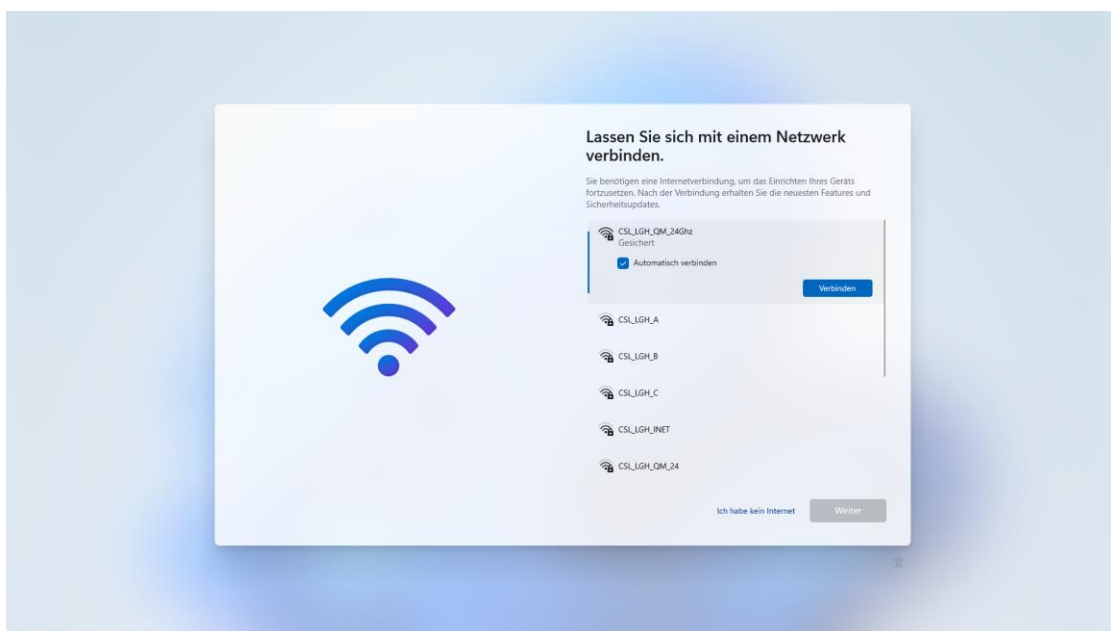 Lassen Sie sich mit einem Netzwerk
verbinden.
Sie benötigen eine Internetverbindung, um das Einrichten Ihres Geräts
fortzusetzen. Nach der Verbindung erhalten Sie die neuesten Features und
Sicherheitsupdates.
CSL_LGH_QM_24Ghz
Gesichert
Automatisch verbinden
Verbinden
CSL_LGH_A
CSL_LGH_B
CSL_LGH_C
CSL_LGH_INET
CSL_LGH_QM_24
Ich habe kein Internet
Weiter